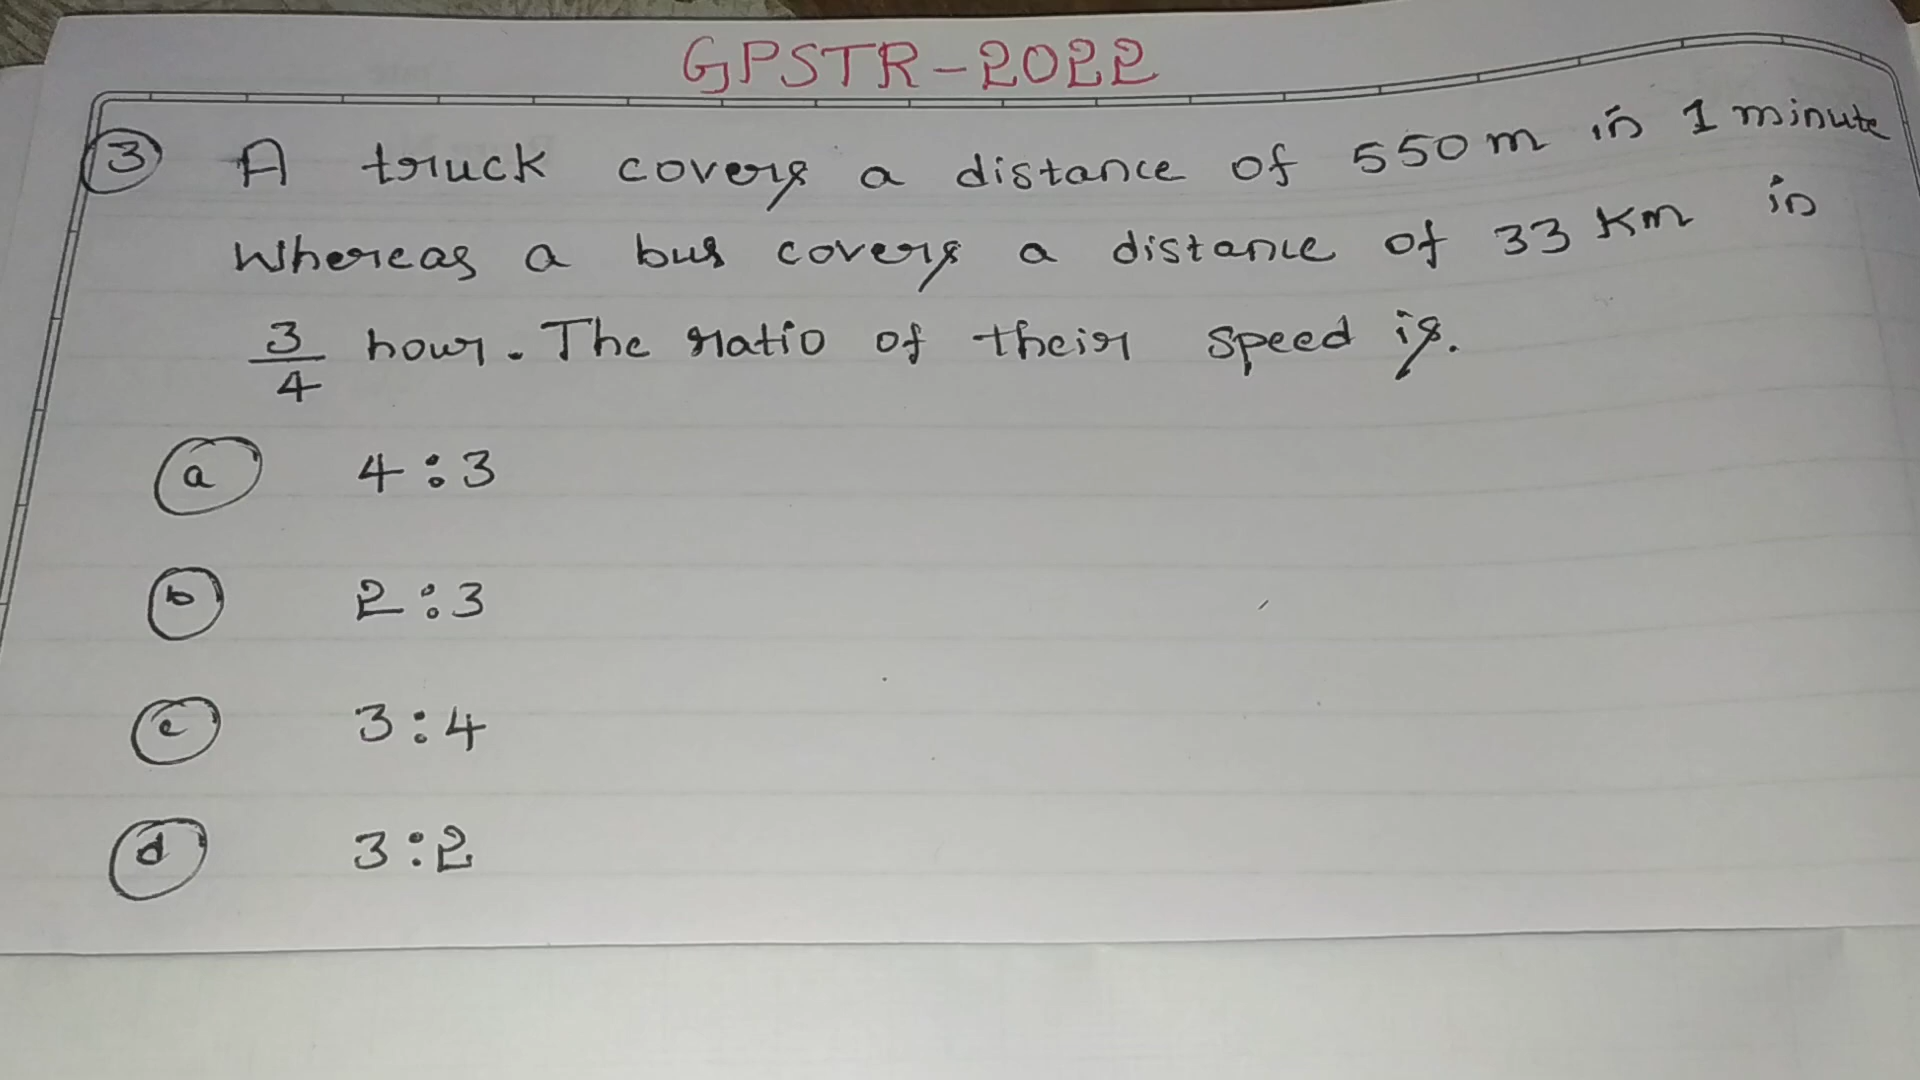 GPSTR-2022
3 A truck covers a distance of 550 m in 1 minute
Whereas a bus covers a distance of 33 Km in
3/4 hour. The ratio of their speed is.
a 4:3
b 2:3
c 3:4
d 3:2